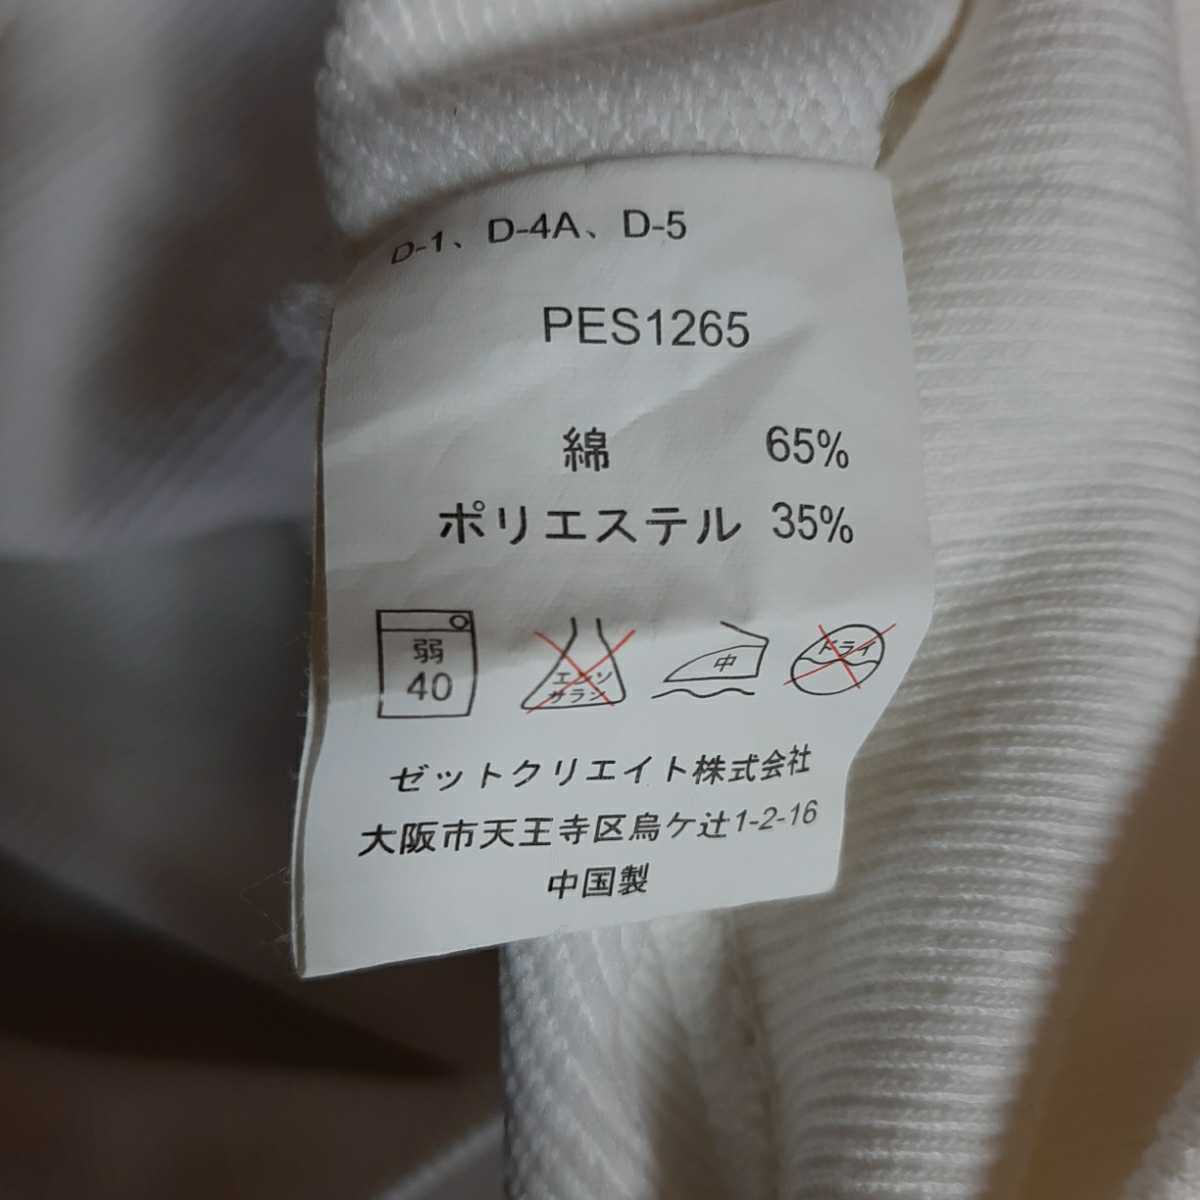 D-1、D-4A、D-5
PES1265
綿 65%
ポリエステル 35%
弱
40
エンソ
サラシ
中
ドライ
ゼットクリエイト株式会社
大阪市天王寺区烏ケ辻1-2-16
中国製